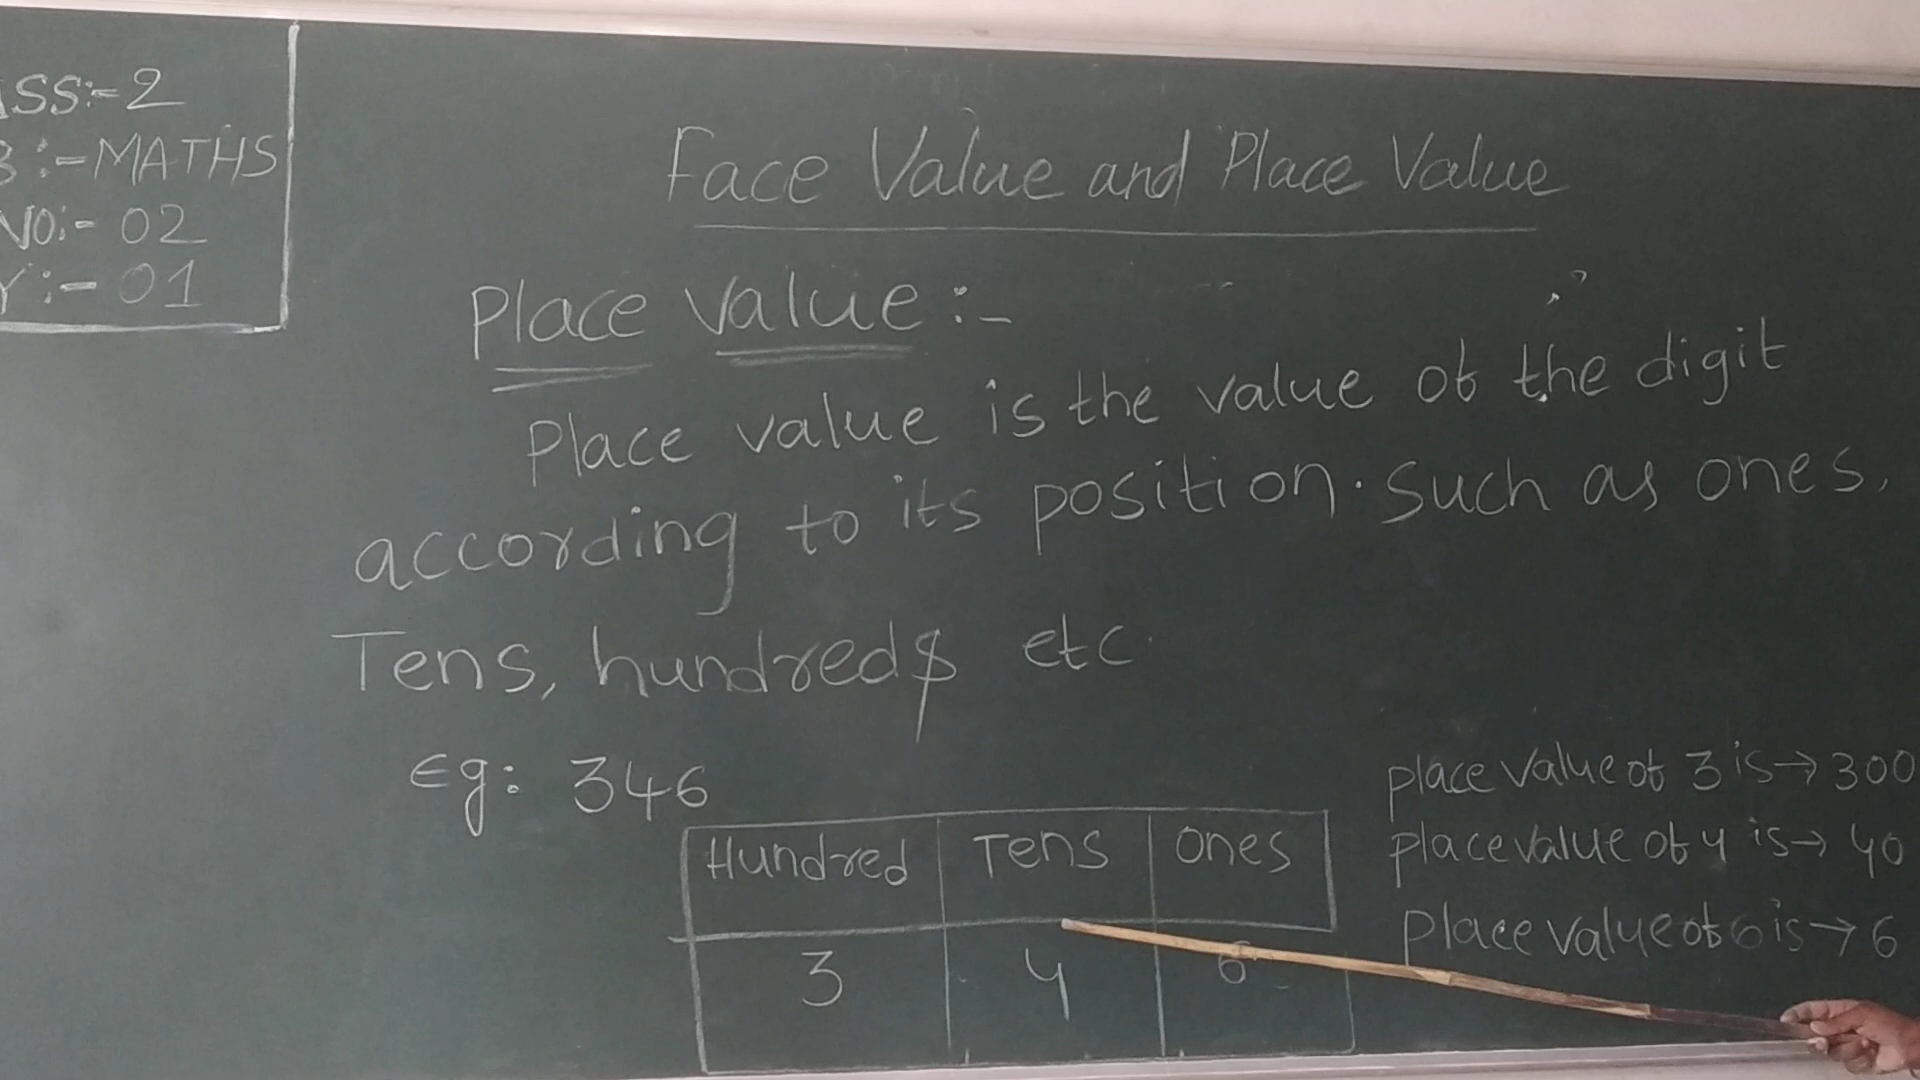 ASS:-2
B:-MATHS
NO:- 02
Y:- 01
Face Value and Place Value
Place value:-
Place value is the value of the digit
according to its position. Such as ones,
Tens, hundreds etc.
Eg: 346
Hundred Tens Ones
3 4 6
place value of 3 is→ 300
place value of 4 is→ 40
Place value of 6 is→ 6